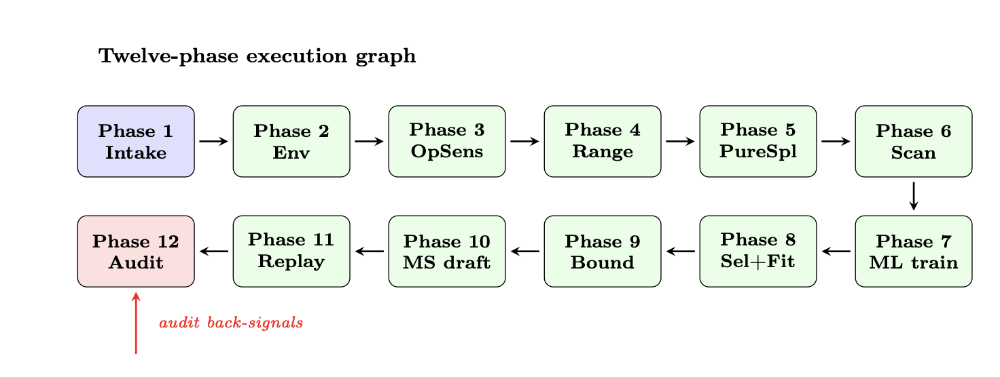 Twelve-phase execution graph
Phase 1
Intake
Phase 2
Env
Phase 3
OpSens
Phase 4
Range
Phase 5
PureSpl
Phase 6
Scan
Phase 12
Audit
Phase 11
Replay
Phase 10
MS draft
Phase 9
Bound
Phase 8
Sel+Fit
Phase 7
ML train
audit back-signals